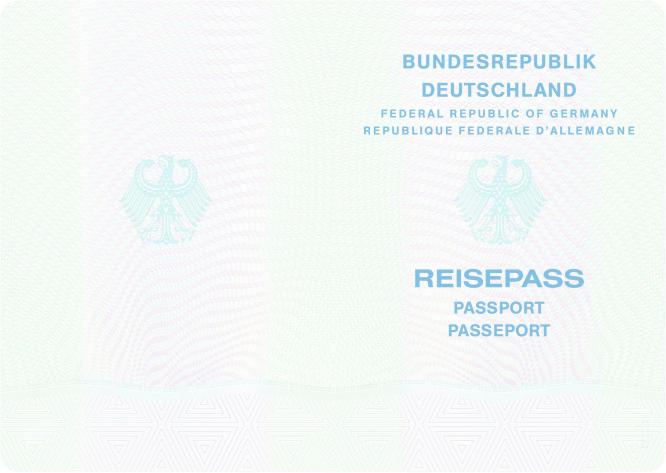 BUNDESREPUBLIK
DEUTSCHLAND
FEDERAL REPUBLIC OF GERMANY
REPUBLIQUE FEDERALE D'ALLEMAGNE
REISEPASS
PASSPORT
PASSEPORT